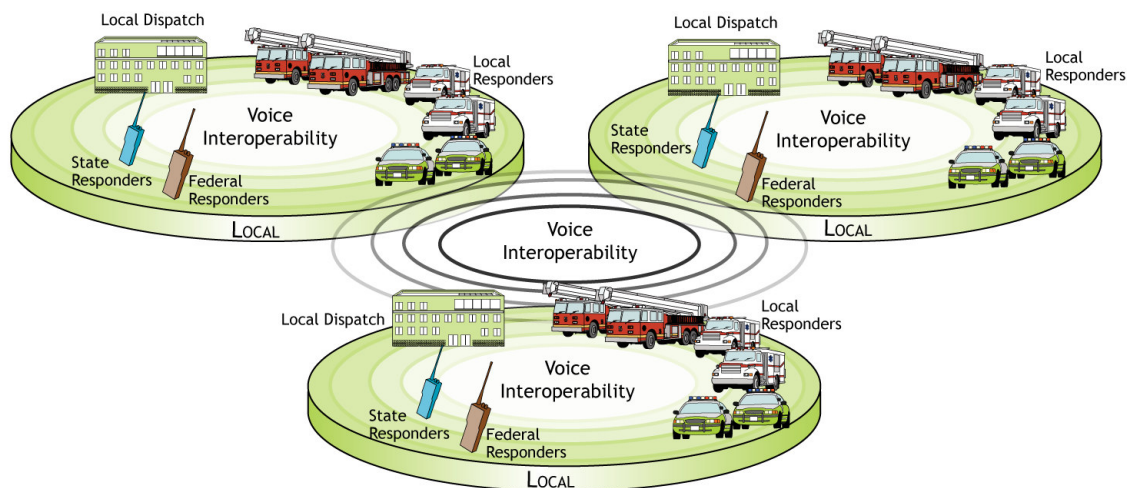 Local Dispatch
Local
Responders
Voice
Interoperability
State
Responders
Federal
Responders
LOCAL
Local Dispatch
Local
Responders
Voice
Interoperability
State
Responders
Federal
Responders
LOCAL
Voice
Interoperability
Local Dispatch
Local
Responders
Voice
Interoperability
State
Responders
Federal
Responders
LOCAL